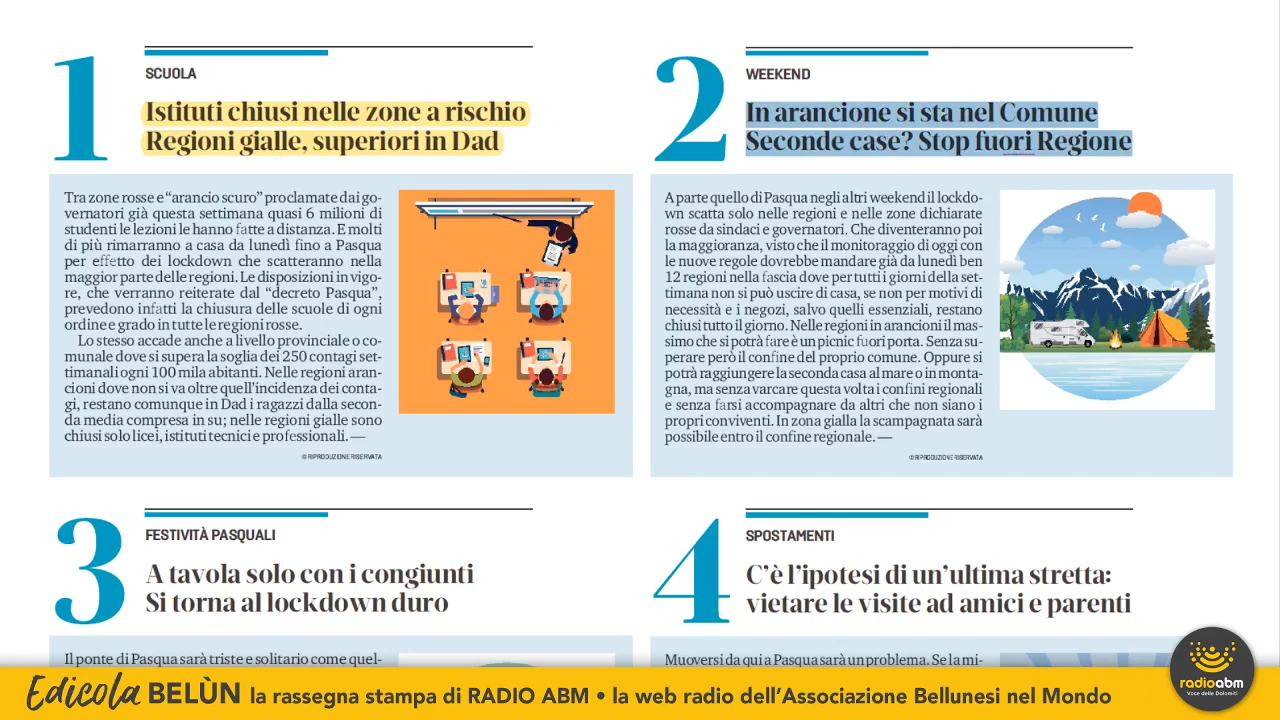 1
SCUOLA
Istituti chiusi nelle zone a rischio
Regioni gialle, superiori in Dad
Tra zone rosse e “arancio scuro” proclamate dai go-
vernatori già questa settimana quasi 6 milioni di
studenti le lezioni le hanno fatte a distanza. E molti
di più rimarranno a casa da lunedì fino a Pasqua
per effetto dei lockdown che scatteranno nella
maggior parte delle regioni. Le disposizioni in vigo-
re, che verranno reiterate dal “decreto Pasqua”,
prevedono infatti la chiusura delle scuole di ogni
ordine e grado in tutte le regioni rosse.
Lo stesso accade anche a livello provinciale o co-
munale dove si supera la soglia dei 250 contagi set-
timanali ogni 100 mila abitanti. Nelle regioni aran-
cioni dove non si va oltre quell’incidenza dei conta-
gi, restano comunque in Dad i ragazzi dalla secon-
da media compresa in su; nelle regioni gialle sono
chiusi solo licei, istituti tecnici e professionali. —
© RIPRODUZIONE RISERVATA
2
WEEKEND
In arancione si sta nel Comune
Seconde case? Stop fuori Regione
A parte quello di Pasqua negli altri weekend il lockdo-
wn scatta solo nelle regioni e nelle zone dichiarate
rosse da sindaci e governatori. Che diventeranno poi
la maggioranza, visto che il monitoraggio di oggi con
le nuove regole dovrebbe mandare già da lunedì ben
12 regioni nella fascia dove per tutti i giorni della set-
timana non si può uscire di casa, se non per motivi di
necessità e i negozi, salvo quelli essenziali, restano
chiusi tutto il giorno. Nelle regioni in arancioni il mas-
simo che si potrà fare è un picnic fuori porta. Senza su-
perare però il confine del proprio comune. Oppure si
potrà raggiungere la seconda casa al mare o in monta-
gna, ma senza varcare questa volta i confini regionali
e senza farsi accompagnare da altri che non siano i
propri conviventi. In zona gialla la scampagnata sarà
possibile entro il confine regionale. —
© RIPRODUZIONE RISERVATA
3
FESTIVITÀ PASQUALI
A tavola solo con i congiunti
Si torna al lockdown duro
Il ponte di Pasqua sarà triste e solitario come quel-
4
SPOSTAMENTI
C’è l’ipotesi di un’ultima stretta:
vietare le visite ad amici e parenti
Muoversi da qui a Pasqua sarà un problema. Se la mi-
Edicola BELÙN la rassegna stampa di RADIO ABM • la web radio dell’Associazione Bellunesi nel Mondo
radioabm
Voce delle Dolomiti